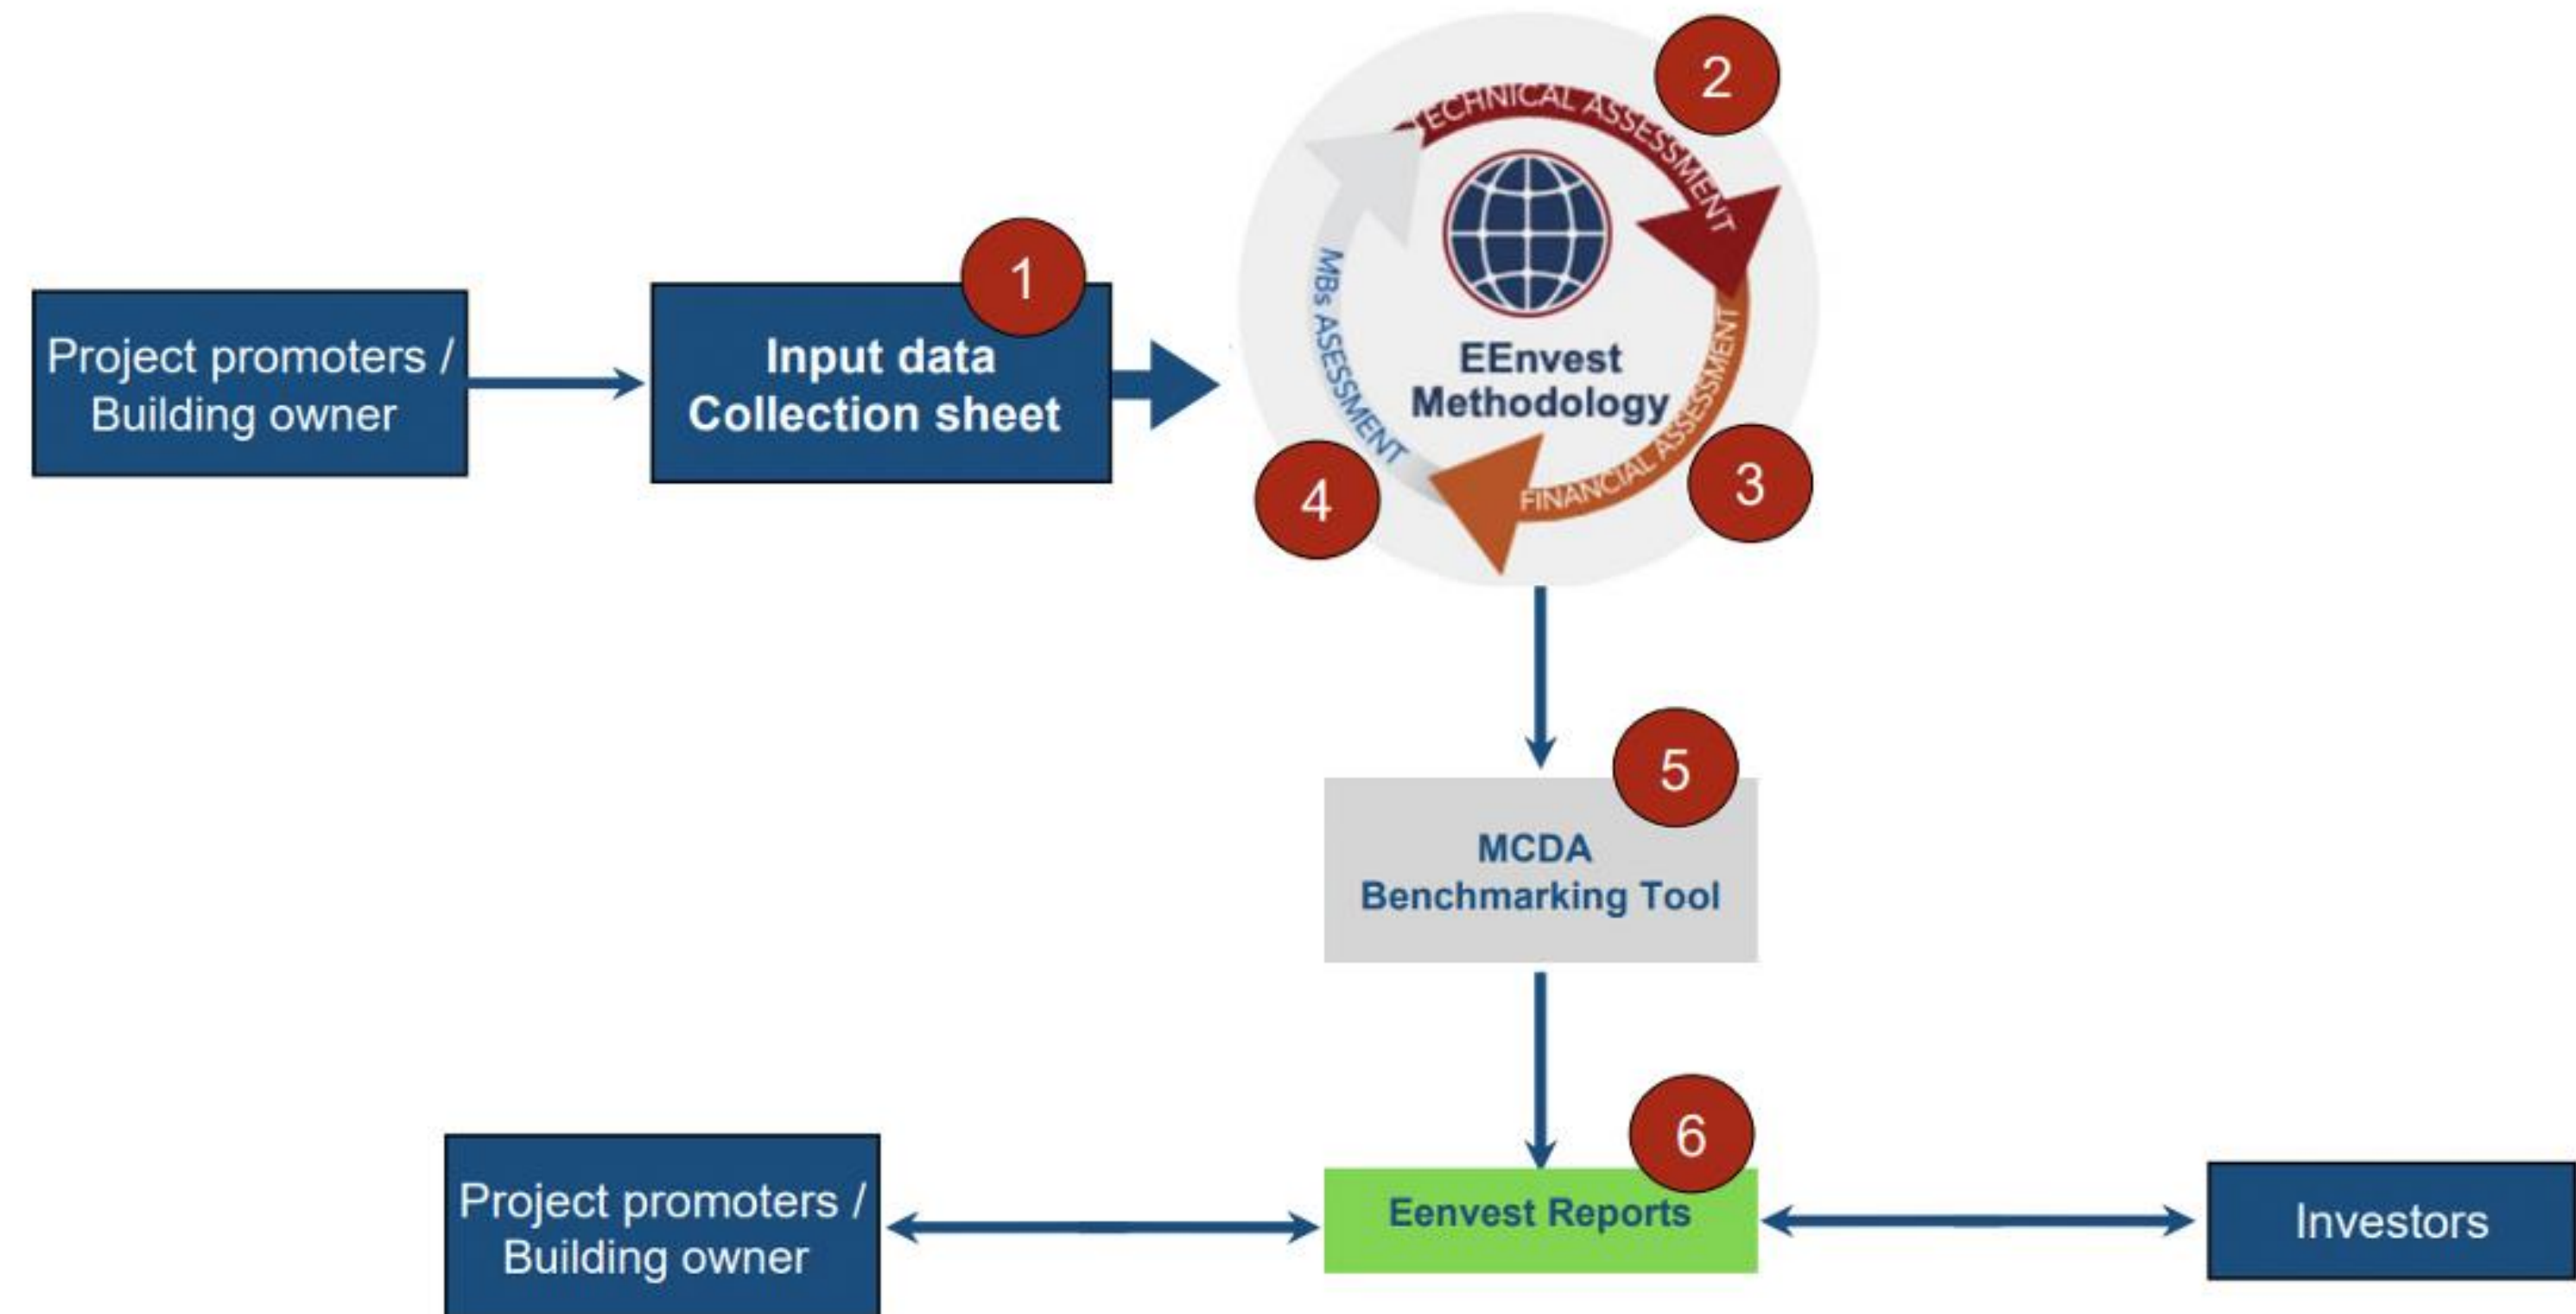 2
TECHNICAL ASSESSMENT
1
Project promoters /
Building owner
Input data
Collection sheet
EEnvest
Methodology
MBs ASESSMENT
FINANCIAL ASSESSMENT
4
3
5
MCDA
Benchmarking Tool
6
Project promoters /
Building owner
Eenvest Reports
Investors